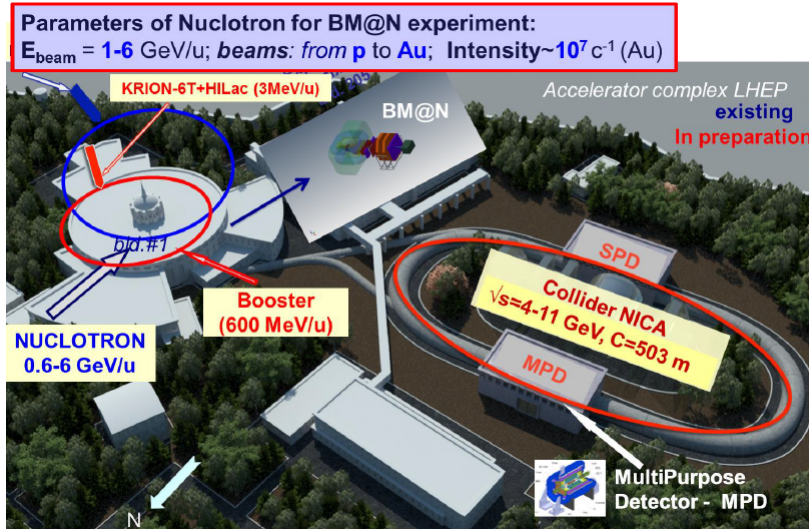 Parameters of Nuclotron for BM@N experiment:
E_beam = 1-6 GeV/u; beams: from p to Au; Intensity~10⁷ c⁻¹ (Au)
KRION-6T+HILac (3MeV/u)
Accelerator complex LHEP
existing
In preparation
BM@N
bld.#1
Booster
(600 MeV/u)
NUCLOTRON
0.6-6 GeV/u
SPD
Collider NICA
√s=4-11 GeV, C=503 m
MPD
MultiPurpose
Detector - MPD
N